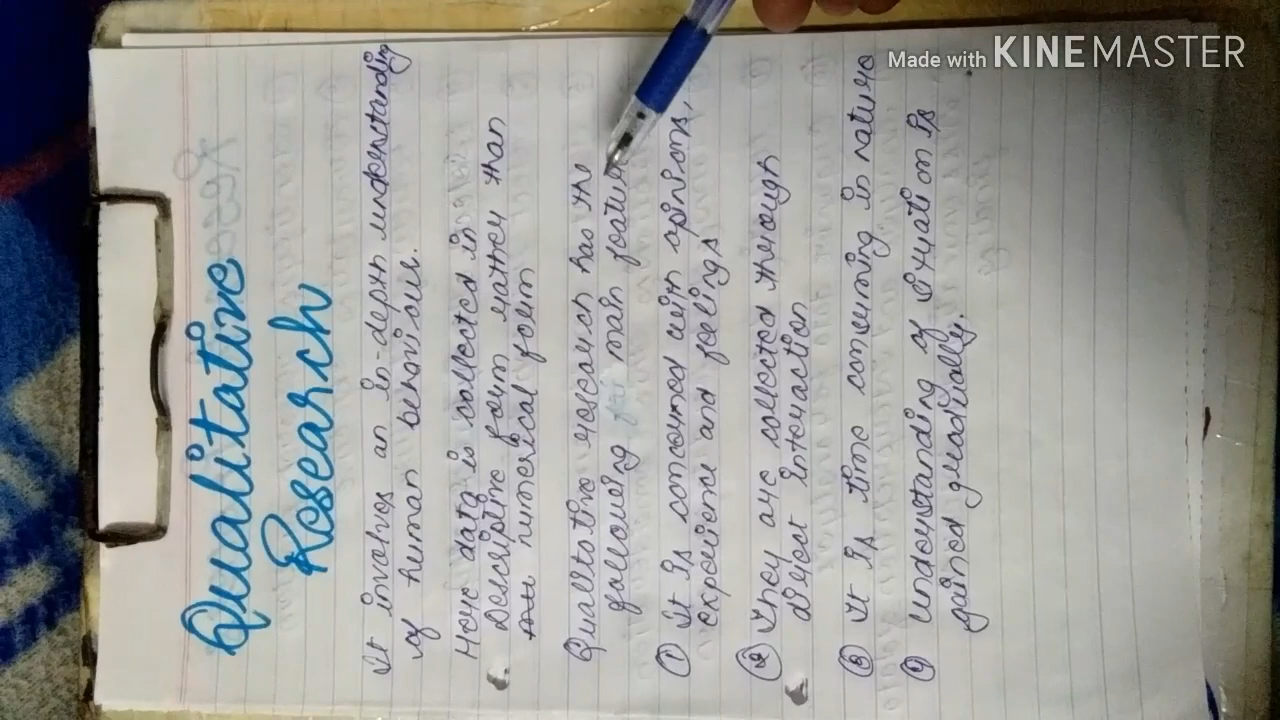 Qualitative
Research
It involves an in-depth understanding
of human behaviour.
Here data is collected in
Descriptive form rather than
numerical form
Qualitative research has the
following main
① It is concerned with opinions,
experience and feelings
② They are collected through
direct interaction
③ It is time consuming in nature
④ Understanding of situation is
gained gradually.
Made with KINEMASTER